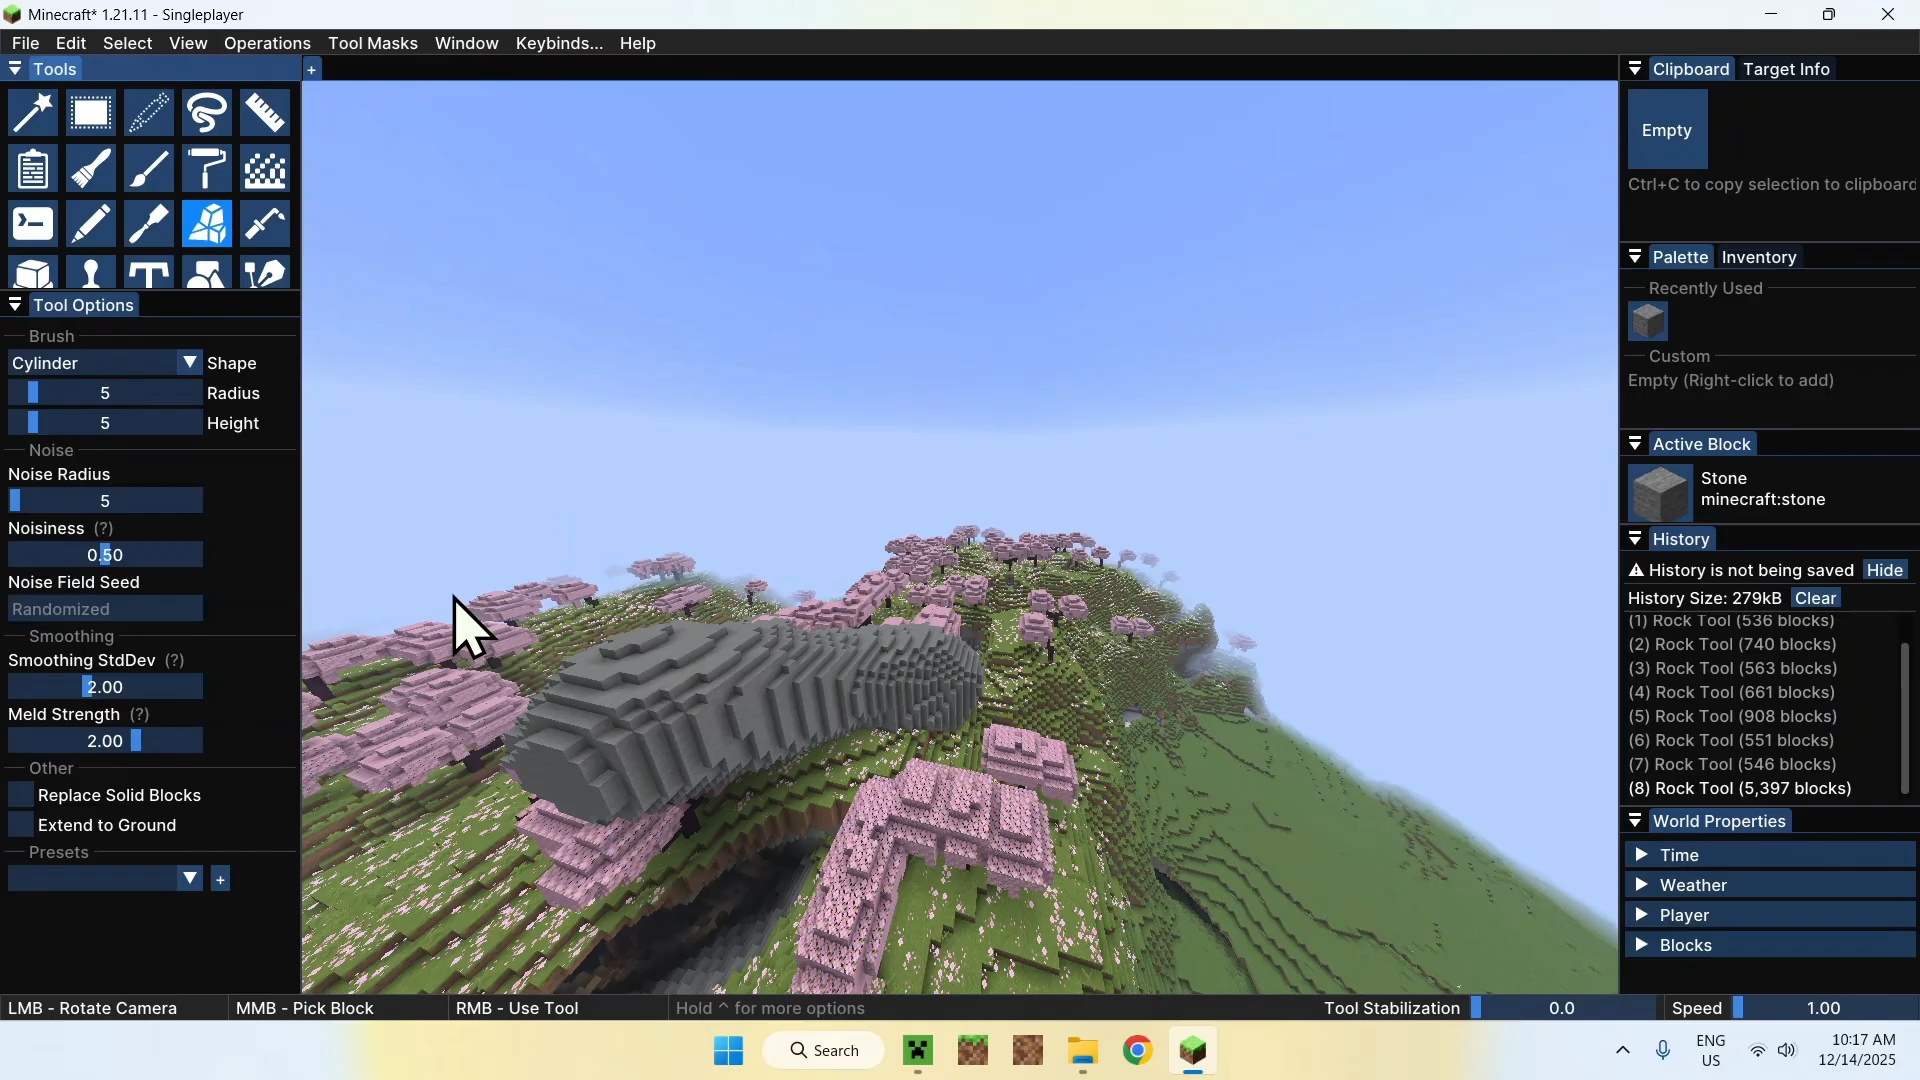 Minecraft* 1.21.11 - Singleplayer
File Edit Select View Operations Tool Masks Window Keybinds... Help
Tools
+
Tool Options
Brush
Cylinder Shape
5 Radius
5 Height
Noise
Noise Radius
5
Noisiness (?)
0.50
Noise Field Seed
Randomized
Smoothing
Smoothing StdDev (?)
2.00
Meld Strength (?)
2.00
Other
Replace Solid Blocks
Extend to Ground
Presets
+
Clipboard Target Info
Empty
Ctrl+C to copy selection to clipboard
Palette Inventory
Recently Used
Custom
Empty (Right-click to add)
Active Block
Stone
minecraft:stone
History
History is not being saved Hide
History Size: 279kB Clear
(1) Rock Tool (536 blocks)
(2) Rock Tool (740 blocks)
(3) Rock Tool (563 blocks)
(4) Rock Tool (661 blocks)
(5) Rock Tool (908 blocks)
(6) Rock Tool (551 blocks)
(7) Rock Tool (546 blocks)
(8) Rock Tool (5,397 blocks)
World Properties
Time
Weather
Player
Blocks
LMB - Rotate Camera MMB - Pick Block RMB - Use Tool Hold ^ for more options Tool Stabilization 0.0 Speed 1.00
Search
ENG
US
10:17 AM
12/14/2025